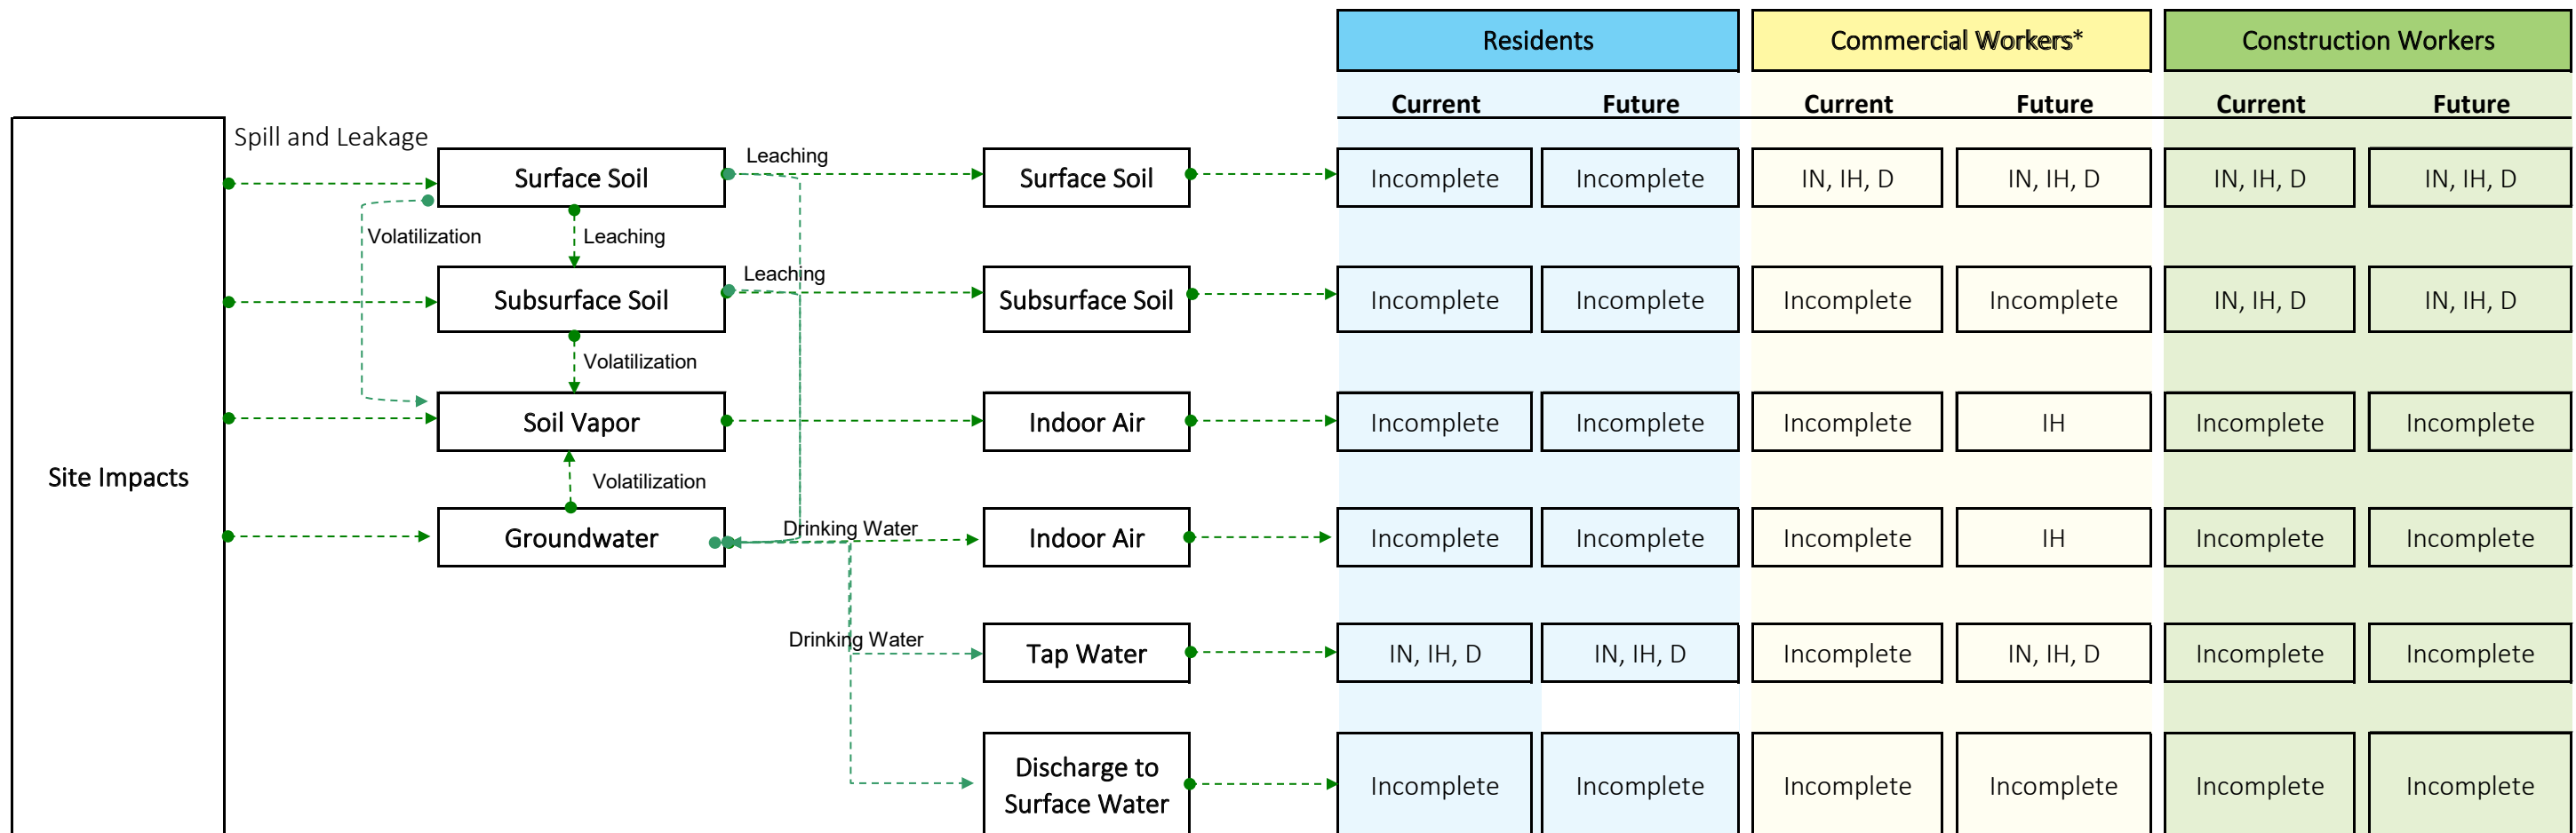 Residents
Commercial Workers*
Construction Workers
Current
Future
Current
Future
Current
Future
Spill and Leakage
Leaching
Surface Soil
Surface Soil
Incomplete
Incomplete
IN, IH, D
IN, IH, D
IN, IH, D
IN, IH, D
Volatilization
Leaching
Leaching
Subsurface Soil
Subsurface Soil
Incomplete
Incomplete
Incomplete
Incomplete
IN, IH, D
IN, IH, D
Volatilization
Soil Vapor
Indoor Air
Incomplete
Incomplete
Incomplete
IH
Incomplete
Incomplete
Site Impacts
Volatilization
Drinking Water
Groundwater
Indoor Air
Incomplete
Incomplete
Incomplete
IH
Incomplete
Incomplete
Drinking Water
Tap Water
IN, IH, D
IN, IH, D
Incomplete
IN, IH, D
Incomplete
Incomplete
Discharge to
Surface Water
Incomplete
Incomplete
Incomplete
Incomplete
Incomplete
Incomplete